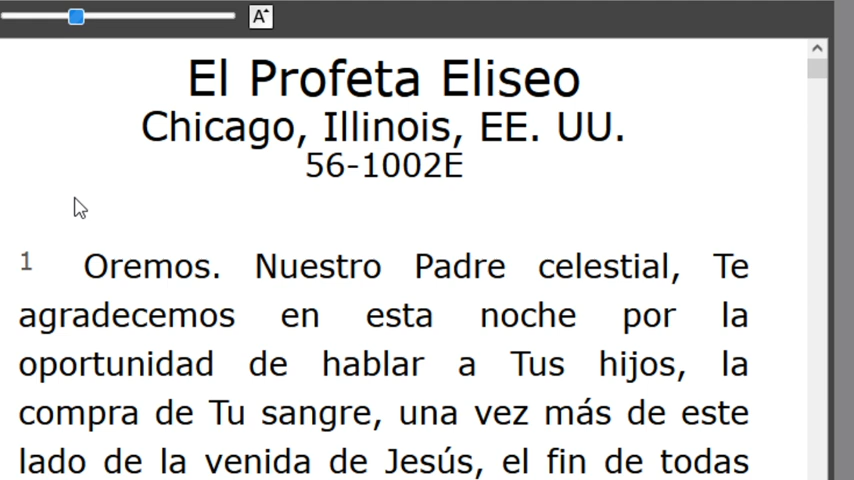 A
El Profeta Eliseo
Chicago, Illinois, EE. UU.
56-1002E
1 Oremos. Nuestro Padre celestial, Te
agradecemos en esta noche por la
oportunidad de hablar a Tus hijos, la
compra de Tu sangre, una vez más de este
lado de la venida de Jesús, el fin de todas